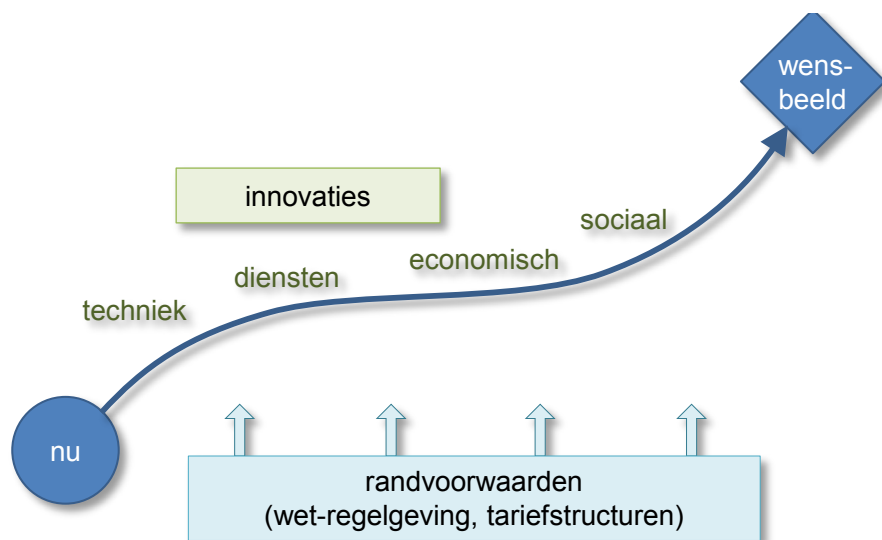 wens-
beeld
innovaties
sociaal
economisch
diensten
techniek
nu
randvoorwaarden
(wet-regelgeving, tariefstructuren)